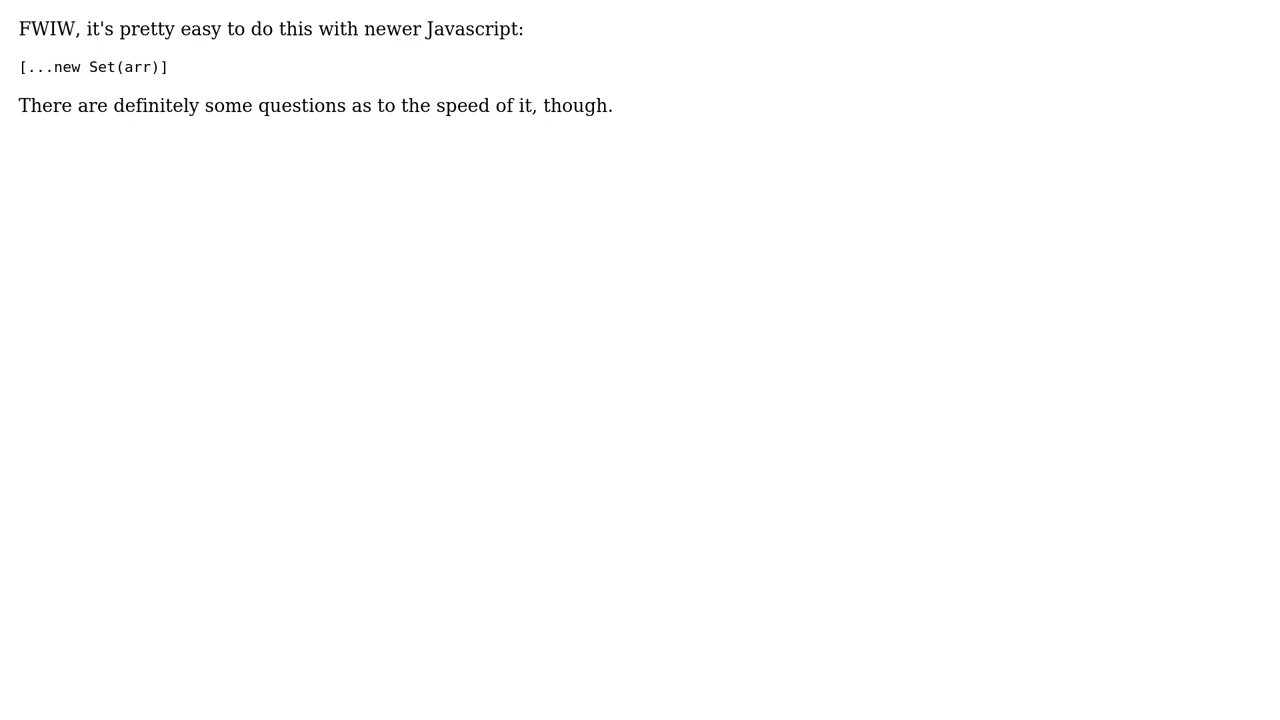 FWIW, it's pretty easy to do this with newer Javascript:
[...new Set(arr)]
There are definitely some questions as to the speed of it, though.